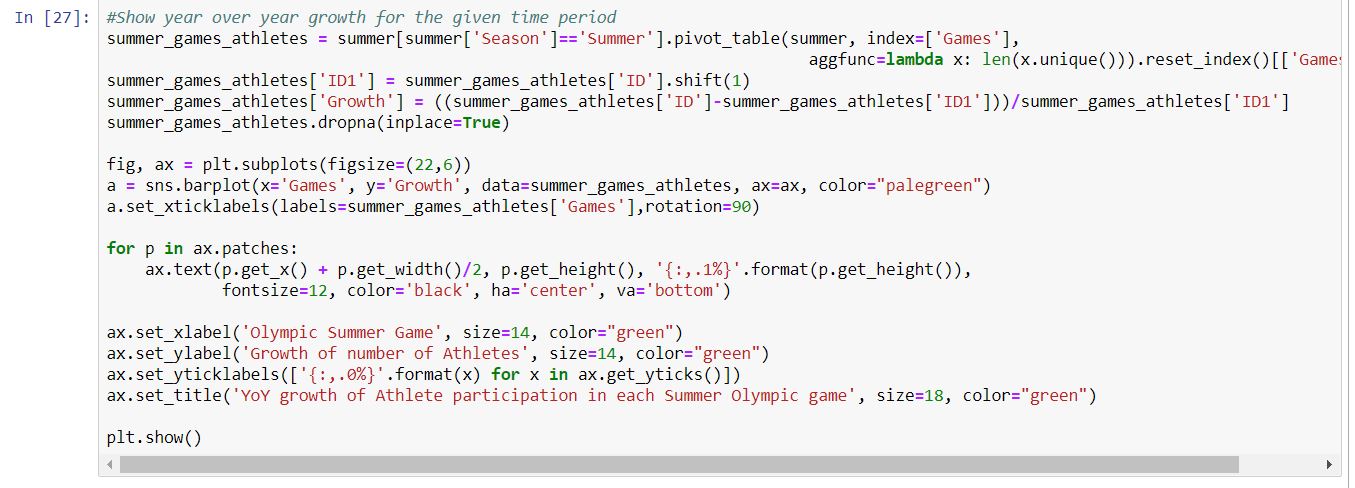 In [27]:
#Show year over year growth for the given time period
summer_games_athletes = summer[summer['Season']=='Summer'].pivot_table(summer, index=['Games'],
aggfunc=lambda x: len(x.unique())).reset_index()[['Games
summer_games_athletes['ID1'] = summer_games_athletes['ID'].shift(1)
summer_games_athletes['Growth'] = ((summer_games_athletes['ID']-summer_games_athletes['ID1']))/summer_games_athletes['ID1']
summer_games_athletes.dropna(inplace=True)
fig, ax = plt.subplots(figsize=(22,6))
a = sns.barplot(x='Games', y='Growth', data=summer_games_athletes, ax=ax, color="palegreen")
a.set_xticklabels(labels=summer_games_athletes['Games'],rotation=90)
for p in ax.patches:
ax.text(p.get_x() + p.get_width()/2, p.get_height(), '{:,.1%}'.format(p.get_height()),
fontsize=12, color='black', ha='center', va='bottom')
ax.set_xlabel('Olympic Summer Game', size=14, color="green")
ax.set_ylabel('Growth of number of Athletes', size=14, color="green")
ax.set_yticklabels(['{:,.0%}'.format(x) for x in ax.get_yticks()])
ax.set_title('YoY growth of Athlete participation in each Summer Olympic game', size=18, color="green")
plt.show()